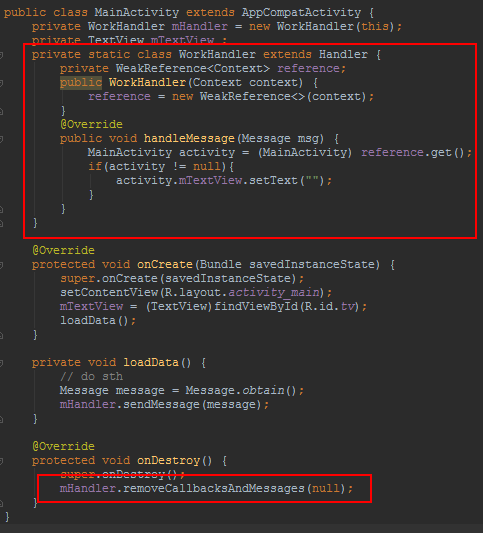 public class MainActivity extends AppCompatActivity {
    private WorkHandler mHandler = new WorkHandler(this);
    private TextView mTextView ;
    private static class WorkHandler extends Handler {
        private WeakReference<Context> reference;
        public WorkHandler(Context context) {
            reference = new WeakReference<>(context);
        }
        @Override
        public void handleMessage(Message msg) {
            MainActivity activity = (MainActivity) reference.get();
            if(activity != null){
                activity.mTextView.setText("");
            }
        }
    }
    @Override
    protected void onCreate(Bundle savedInstanceState) {
        super.onCreate(savedInstanceState);
        setContentView(R.layout.activity_main);
        mTextView = (TextView)findViewById(R.id.tv);
        loadData();
    }
    private void loadData() {
        // do sth
        Message message = Message.obtain();
        mHandler.sendMessage(message);
    }
    @Override
    protected void onDestroy() {
        super.onDestroy();
        mHandler.removeCallbacksAndMessages(null);
    }
}